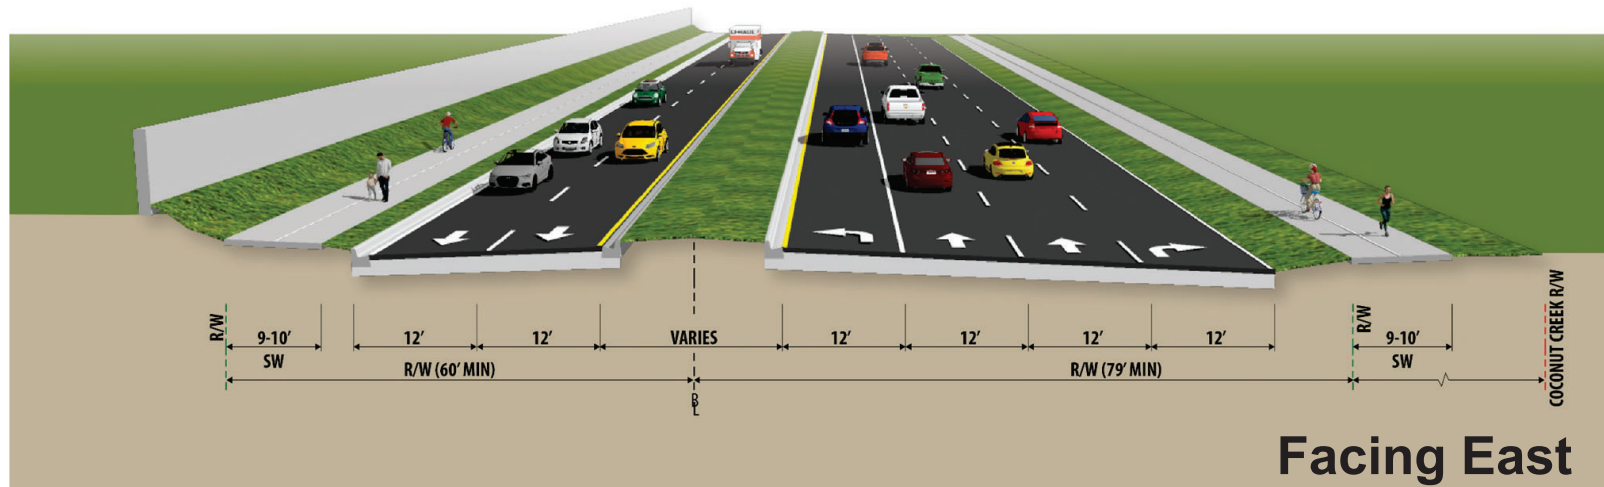 R/W
9-10'
SW
12'
12'
VARIES
12'
12'
12'
12'
R/W
9-10'
SW
COCONUT CREEK R/W
R/W (60' MIN)
R/W (79' MIN)
B
L
Facing East